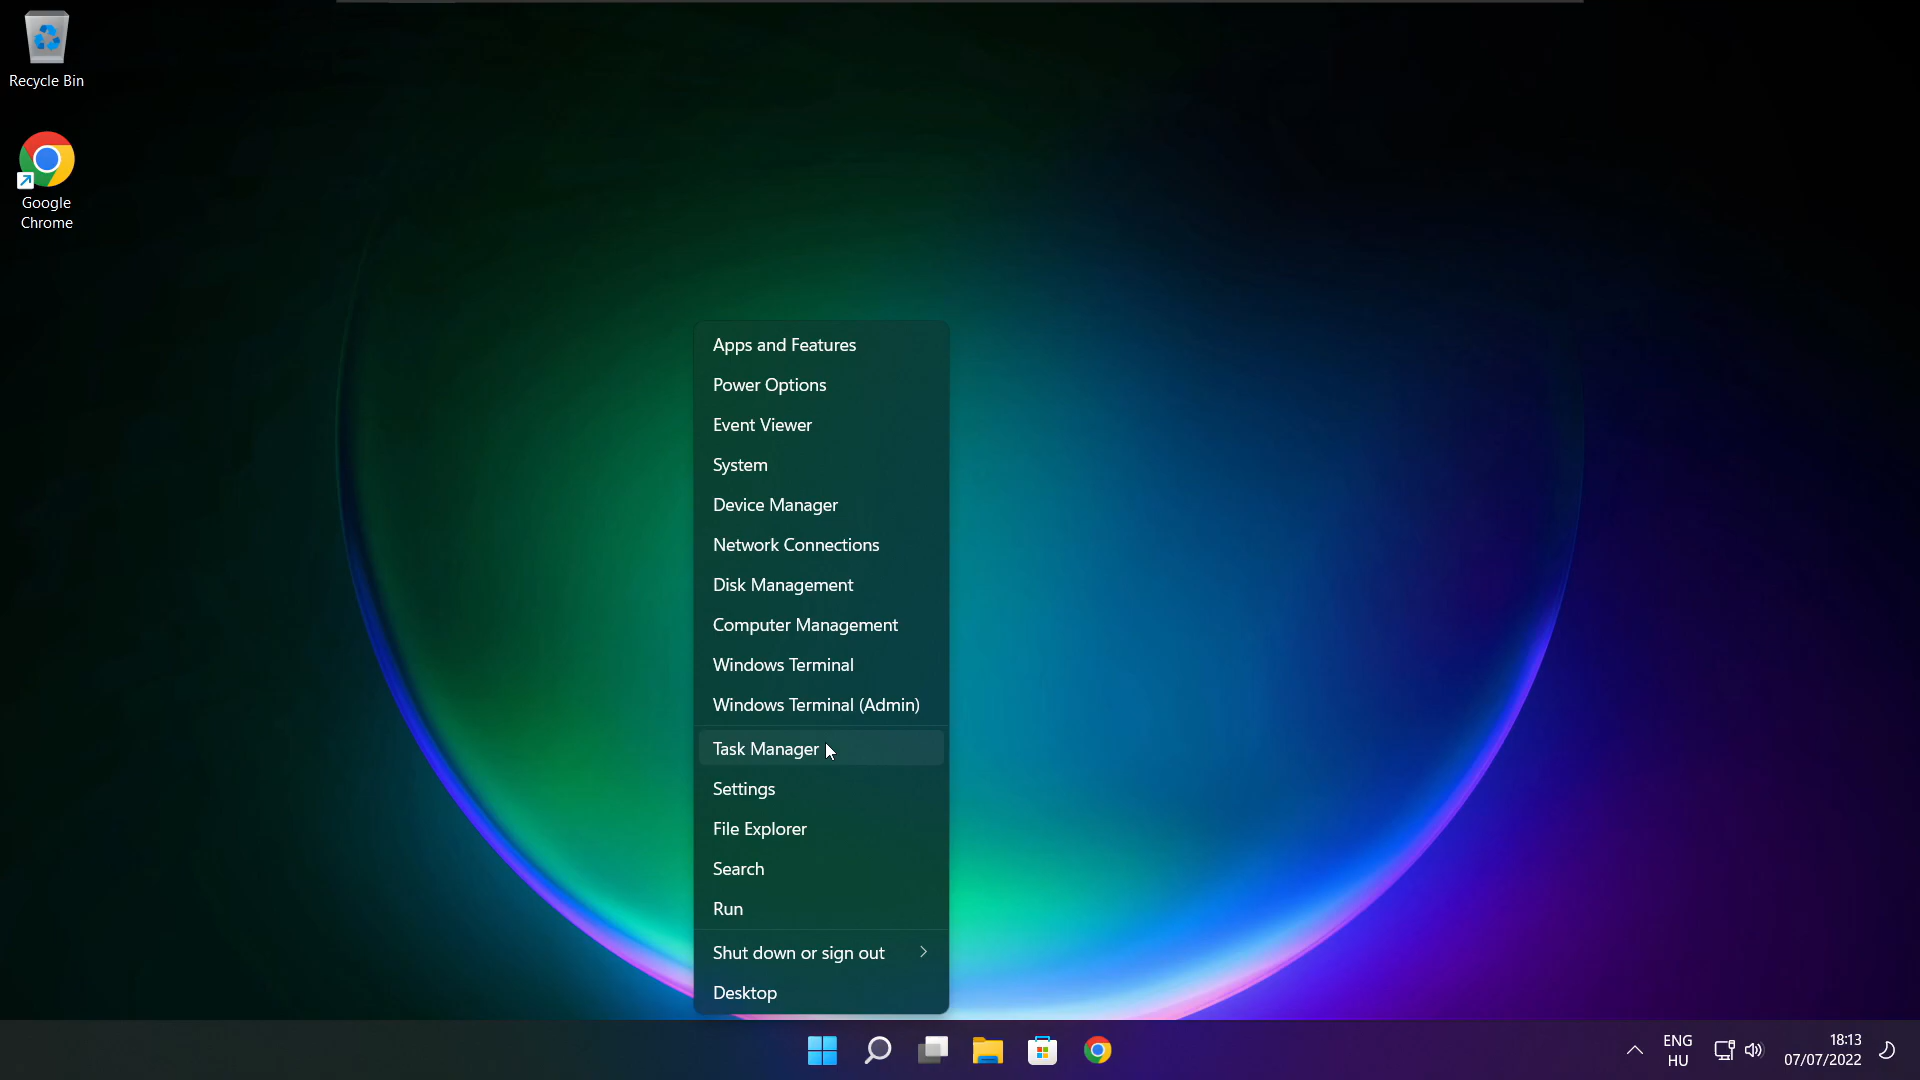 Recycle Bin
Google
Chrome
Apps and Features
Power Options
Event Viewer
System
Device Manager
Network Connections
Disk Management
Computer Management
Windows Terminal
Windows Terminal (Admin)
Task Manager
Settings
File Explorer
Search
Run
Shut down or sign out
Desktop
ENG
HU
18:13
07/07/2022